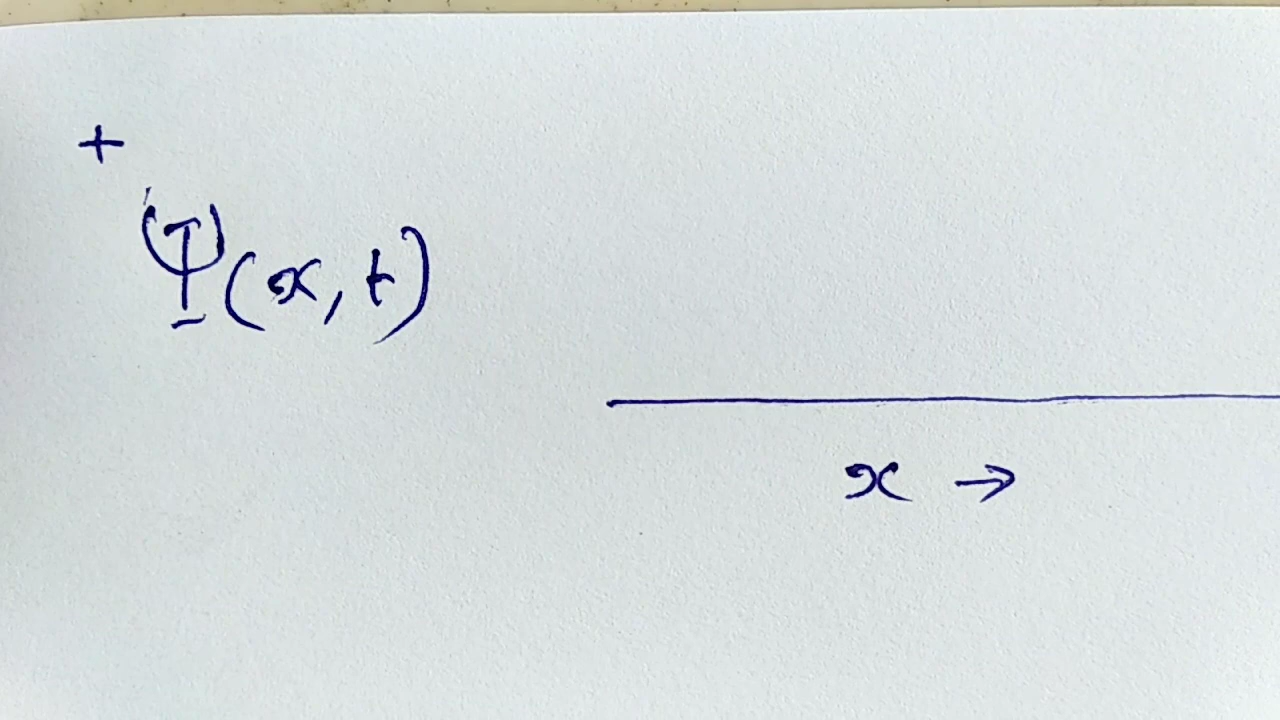 +
Ψ(x, t)
x →